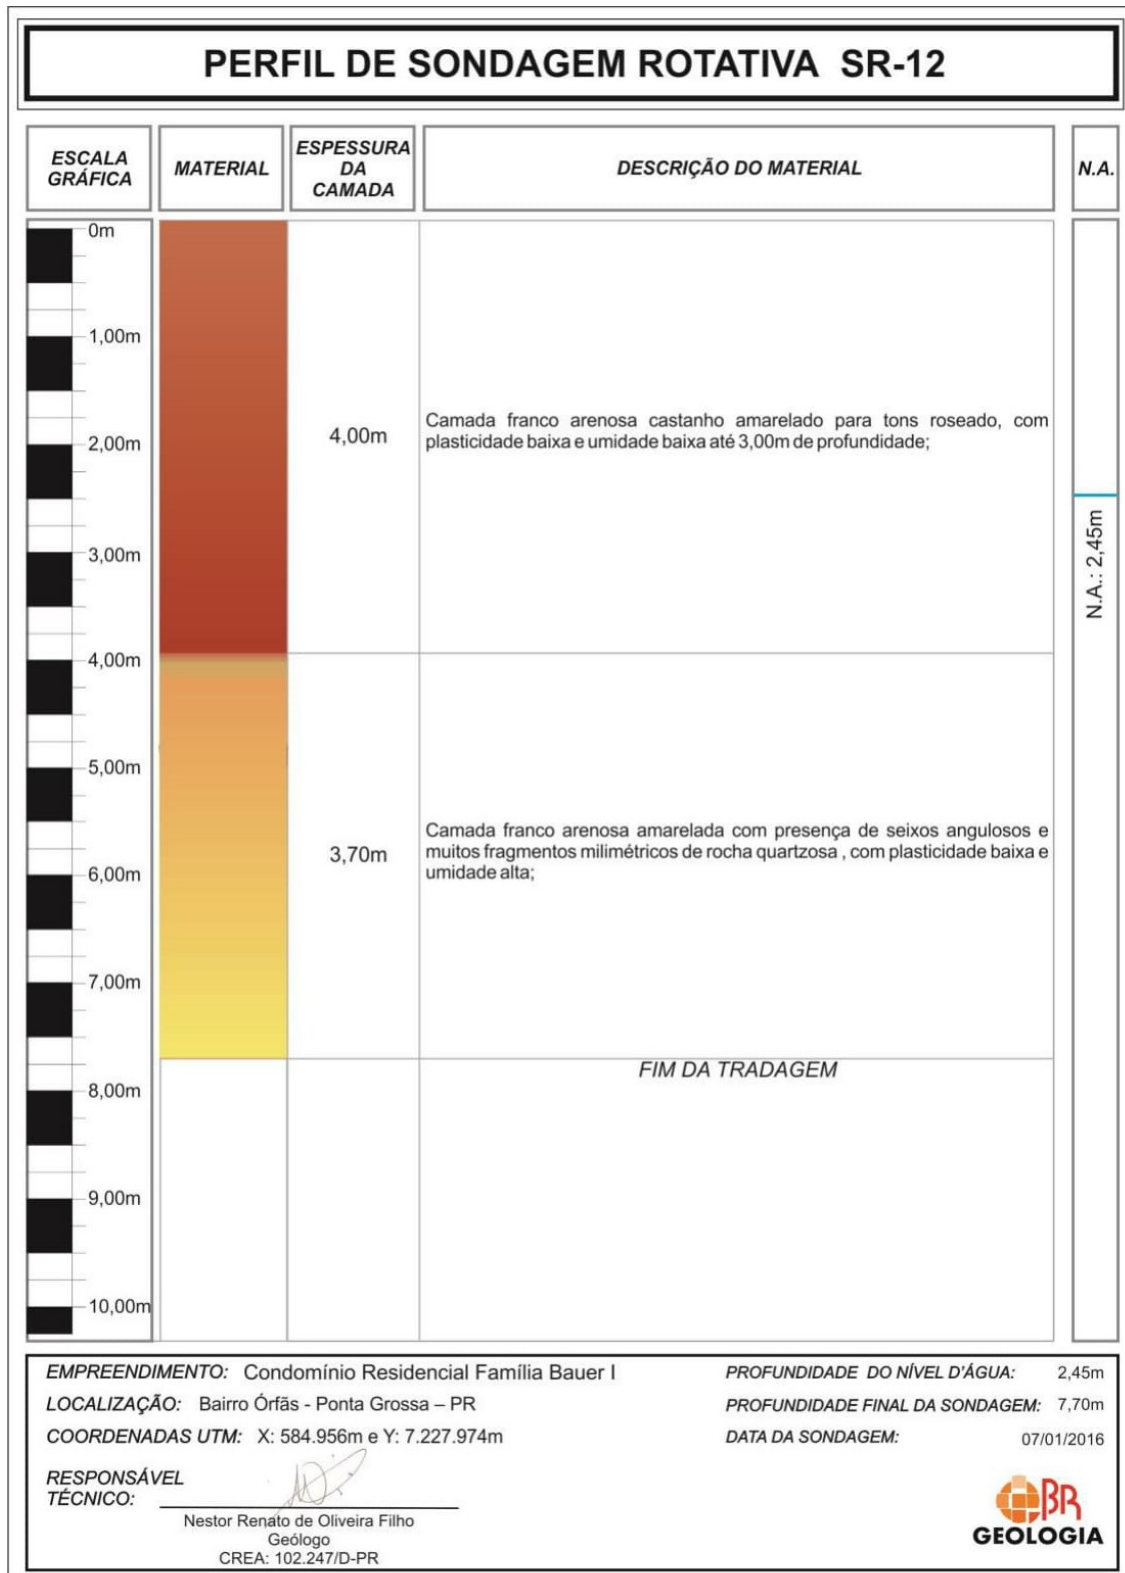 PERFIL DE SONDAGEM ROTATIVA SR-12
ESCALA
GRÁFICA
MATERIAL
ESPESSURA
DA
CAMADA
DESCRIÇÃO DO MATERIAL
N.A.
0m
1,00m
2,00m
3,00m
4,00m
5,00m
6,00m
7,00m
8,00m
9,00m
10,00m
4,00m
Camada franco arenosa castanho amarelado para tons roseado, com
plasticidade baixa e umidade baixa até 3,00m de profundidade;
N.A.: 2,45m
3,70m
Camada franco arenosa amarelada com presença de seixos angulosos e
muitos fragmentos milimétricos de rocha quartzosa , com plasticidade baixa e
umidade alta;
FIM DA TRADAGEM
EMPREENDIMENTO: Condomínio Residencial Família Bauer I
LOCALIZAÇÃO: Bairro Órfãs - Ponta Grossa – PR
COORDENADAS UTM: X: 584.956m e Y: 7.227.974m
RESPONSÁVEL
TÉCNICO:
Nestor Renato de Oliveira Filho
Geólogo
CREA: 102.247/D-PR
PROFUNDIDADE DO NÍVEL D'ÁGUA: 2,45m
PROFUNDIDADE FINAL DA SONDAGEM: 7,70m
DATA DA SONDAGEM: 07/01/2016
BR
GEOLOGIA